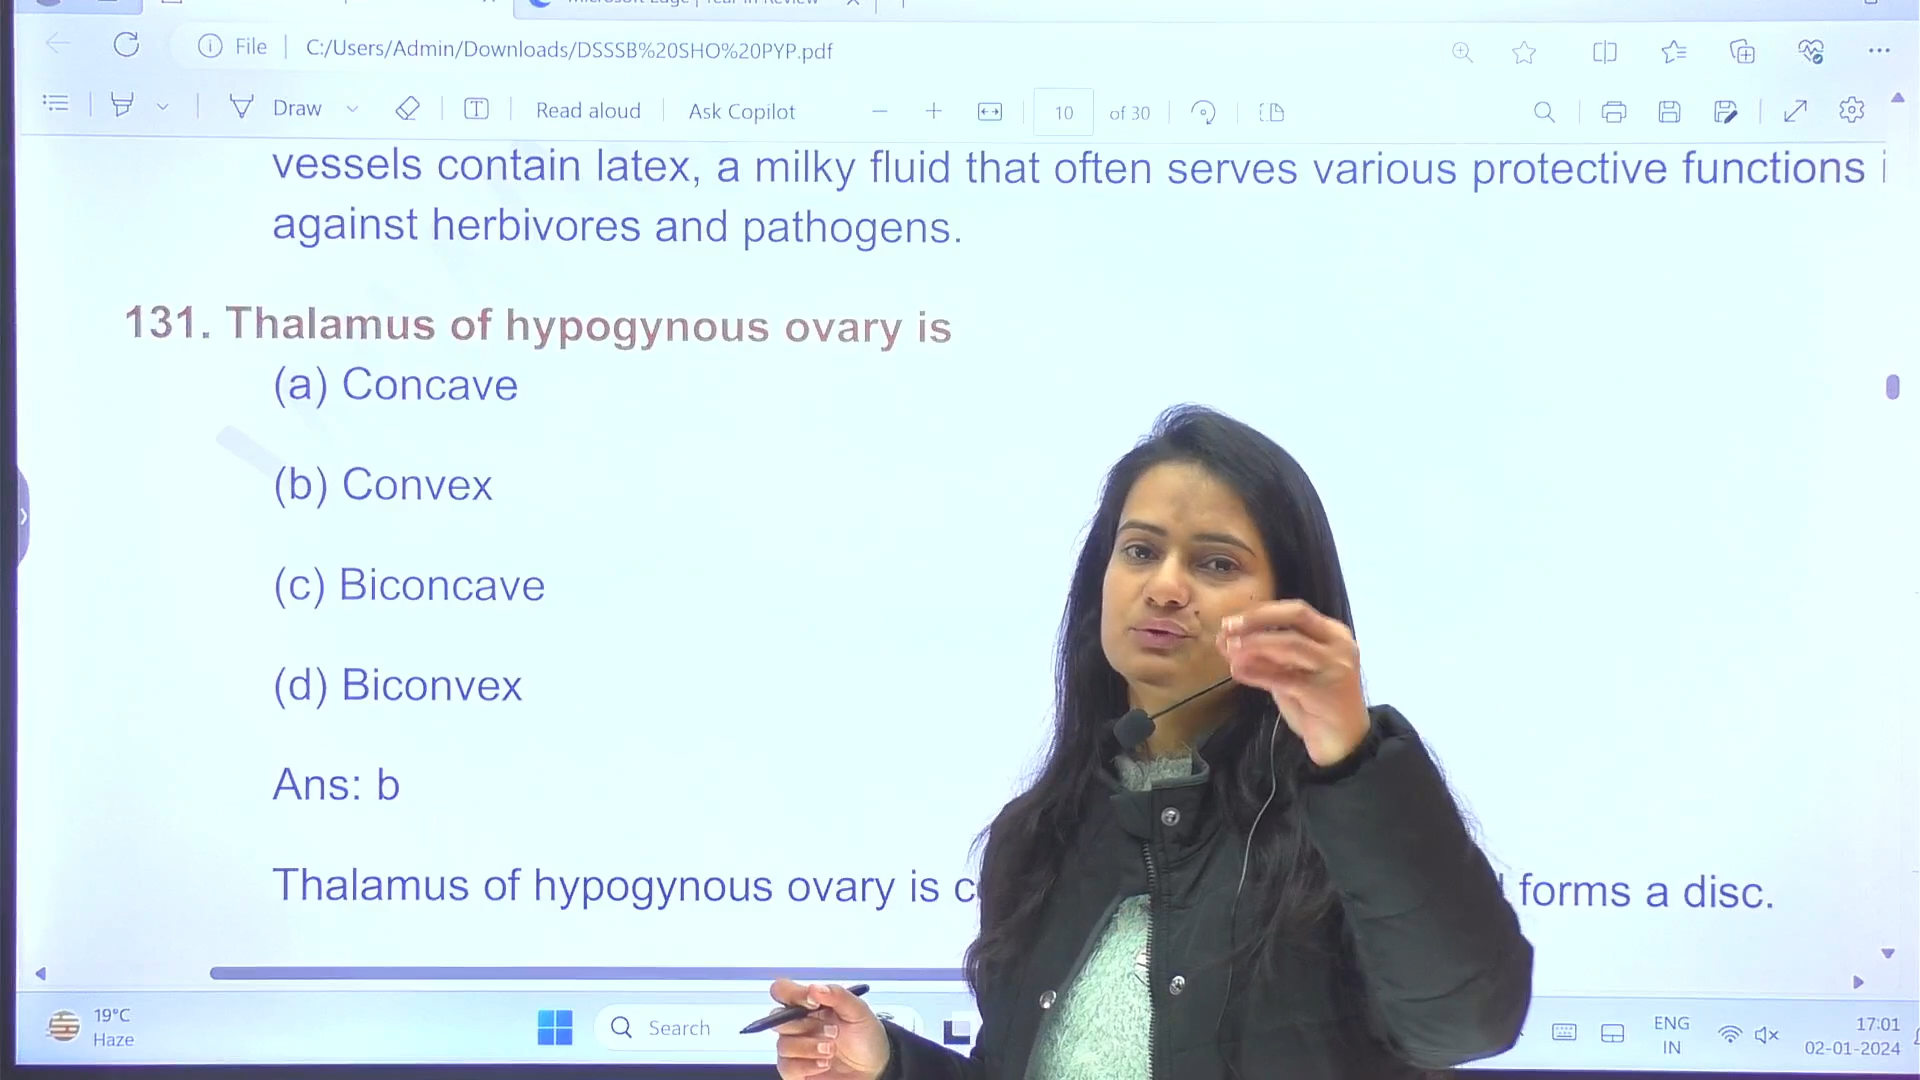 File
C:/Users/Admin/Downloads/DSSSB%20SHO%20PYP.pdf
Draw
Read aloud
Ask Copilot
10
of 30
vessels contain latex, a milky fluid that often serves various protective functions
against herbivores and pathogens.
131. Thalamus of hypogynous ovary is
(a) Concave
(b) Convex
(c) Biconcave
(d) Biconvex
Ans: b
Thalamus of hypogynous ovary is
forms a disc.
19°C
Haze
Search
ENG
IN
17:01
02-01-2024